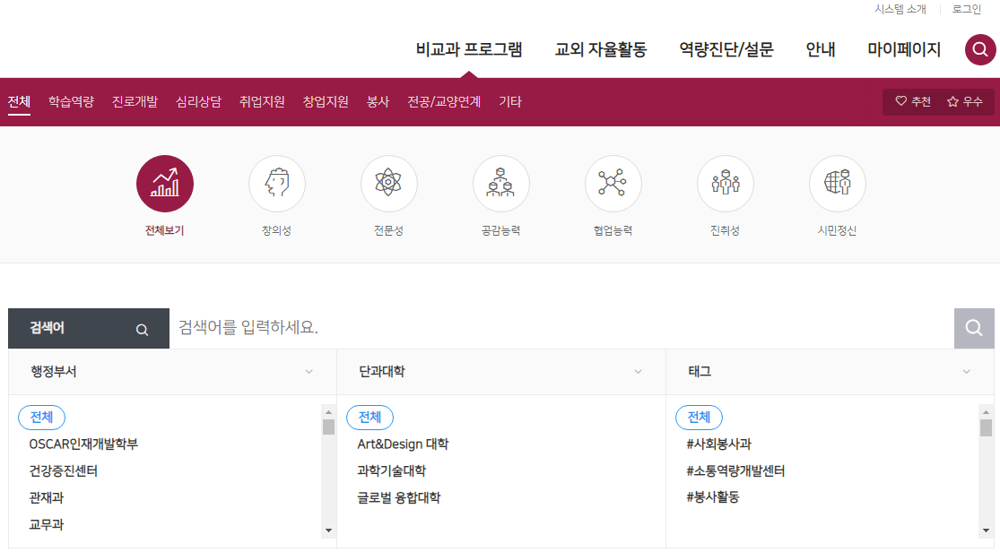 시스템 소개 로그인
비교과 프로그램 교외 자율활동 역량진단/설문 안내 마이페이지
전체 학습역량 진로개발 심리상담 취업지원 창업지원 봉사 전공/교양연계 기타 추천 우수
전체보기 창의성 전문성 공감능력 협업능력 진취성 시민정신
검색어 검색어를 입력하세요.
행정부서 단과대학 태그
전체 전체 전체
OSCAR인재개발학부 Art&Design 대학 #사회봉사과
건강증진센터 과학기술대학 #소통역량개발센터
관재과 글로벌 융합대학 #봉사활동
교무과